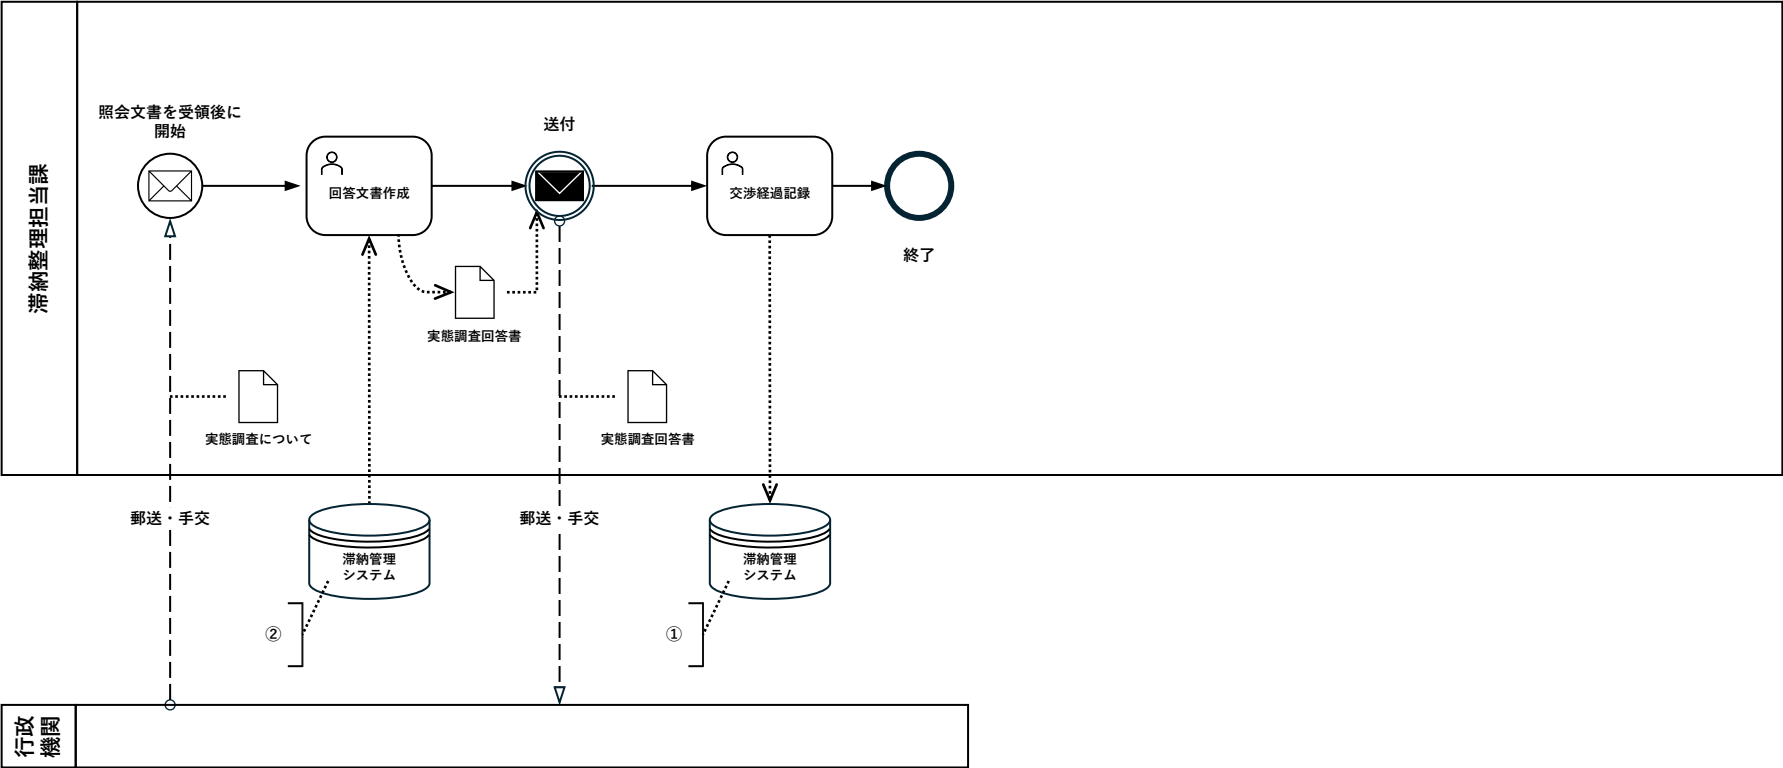 滞納整理担当課
照会文書を受領後に
開始
回答文書作成
送付
交渉経過記録
終了
実態調査回答書
実態調査について
実態調査回答書
郵送・手交
郵送・手交
滞納管理
システム
滞納管理
システム
②
①
行政
機関